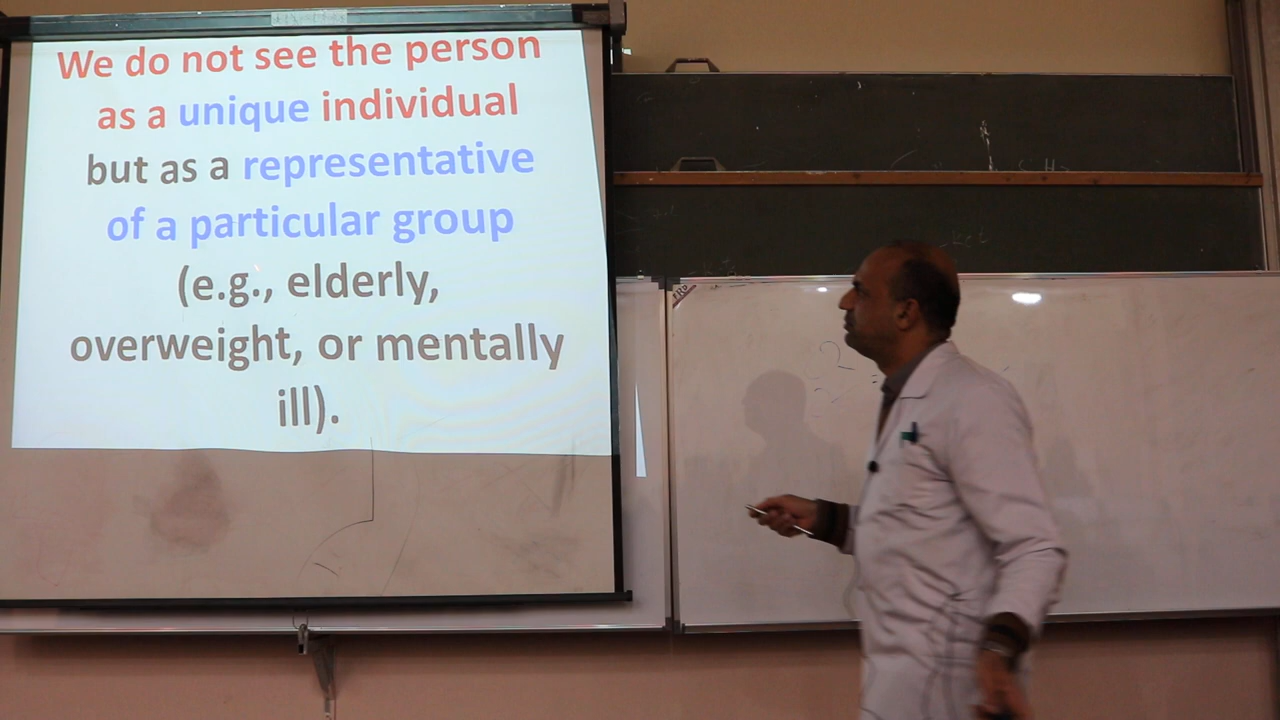 We do not see the person
as a unique individual
but as a representative
of a particular group
(e.g., elderly,
overweight, or mentally
ill).